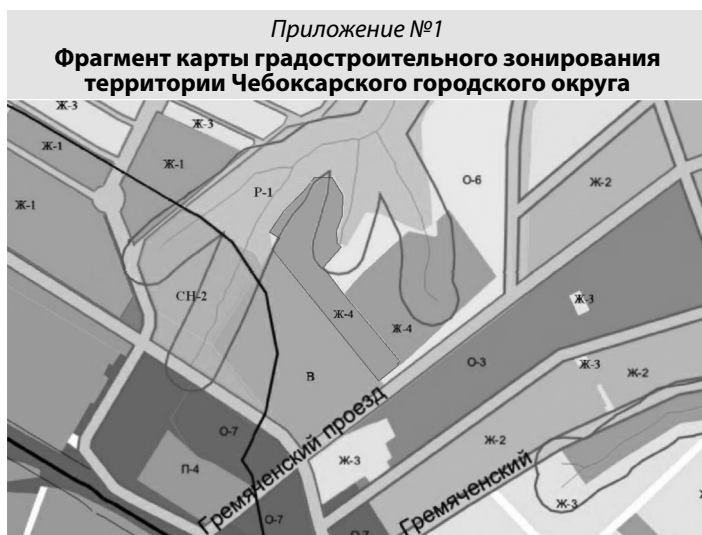 Приложение №1
Фрагмент карты градостроительного зонирования
территории Чебоксарского городского округа
Ж-3
Ж-1
Ж-3
Ж-1
Ж-1
Р-1
О-6
Ж-2
СН-2
Ж-4
Ж-4
Ж-3
О-3
Ж-3
Ж-2
В
О-7
Ж-2
П-4
Ж-3
Гремяченский проезд
Гремяченский
Ж-3
О-7
О-7